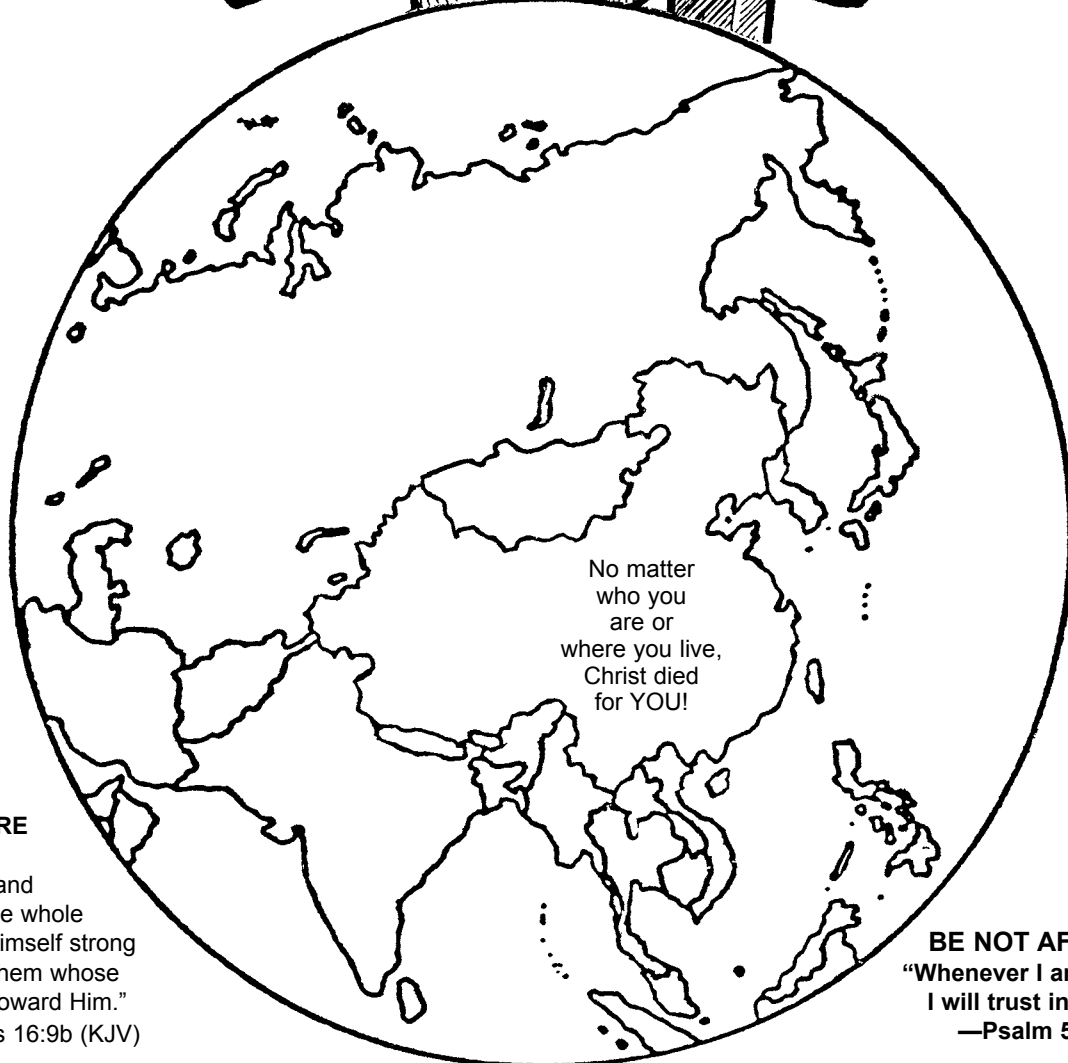 No matter
who you
are or
where you live,
Christ died
for YOU!
RE
and
e whole
imself strong
hem whose
oward Him.”
s 16:9b (KJV)
BE NOT AF
“Whenever I a
I will trust in
—Psalm 5